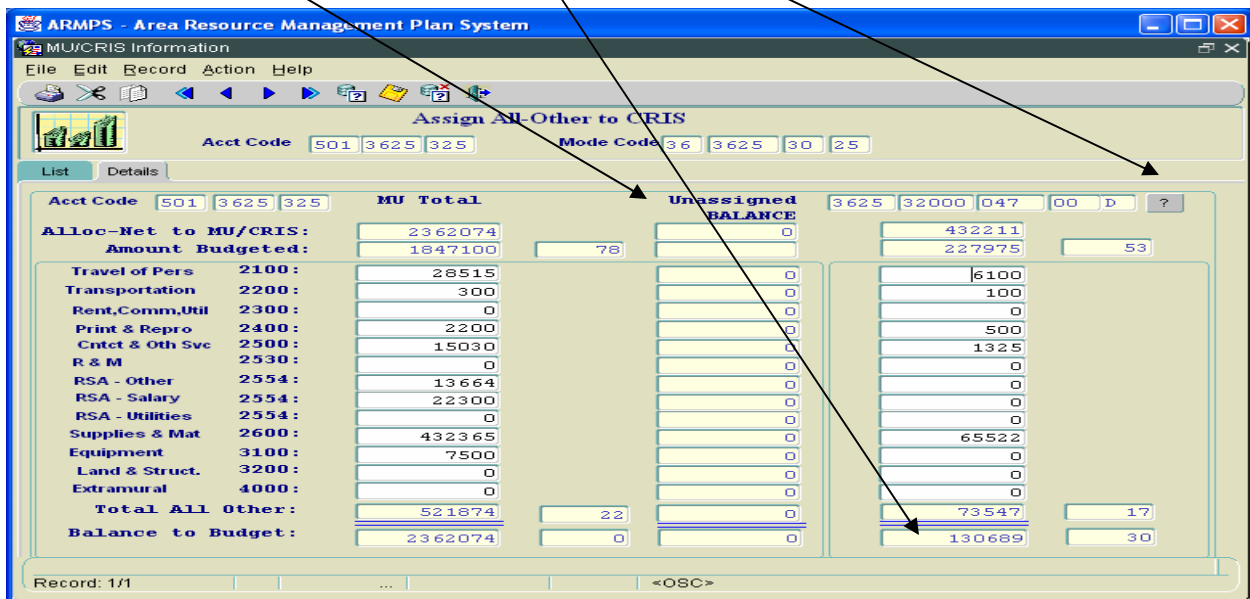 ARMPS - Area Resource Management Plan System
MU/CRIS Information
File Edit Record Action Help
Assign All-Other to CRIS
Acct Code 501 3625 325 Mode Code 36 3625 30 25
List Details
Acct Code 501 3625 325 MU Total Unassigned BALANCE 3625 32000 047 00 D ?
Alloc-Net to MU/CRIS: 2362074 0 432211
Amount Budgeted: 1847100 78 227975 53
Travel of Pers 2100: 28515 0 6100
Transportation 2200: 300 0 100
Rent,Comm,Util 2300: 0 0 0
Print & Repro 2400: 2200 0 500
Cntct & Oth Svc 2500: 15030 0 1325
R & M 2530: 0 0 0
RSA - Other 2554: 13664 0 0
RSA - Salary 2554: 22300 0 0
RSA - Utilities 2554: 0 0 0
Supplies & Mat 2600: 432365 0 65522
Equipment 3100: 7500 0 0
Land & Struct. 3200: 0 0 0
Extramural 4000: 0 0 0
Total All Other: 521874 22 0 73547 17
Balance to Budget: 2362074 0 0 130689 30
Record: 1/1 ... <OSC>